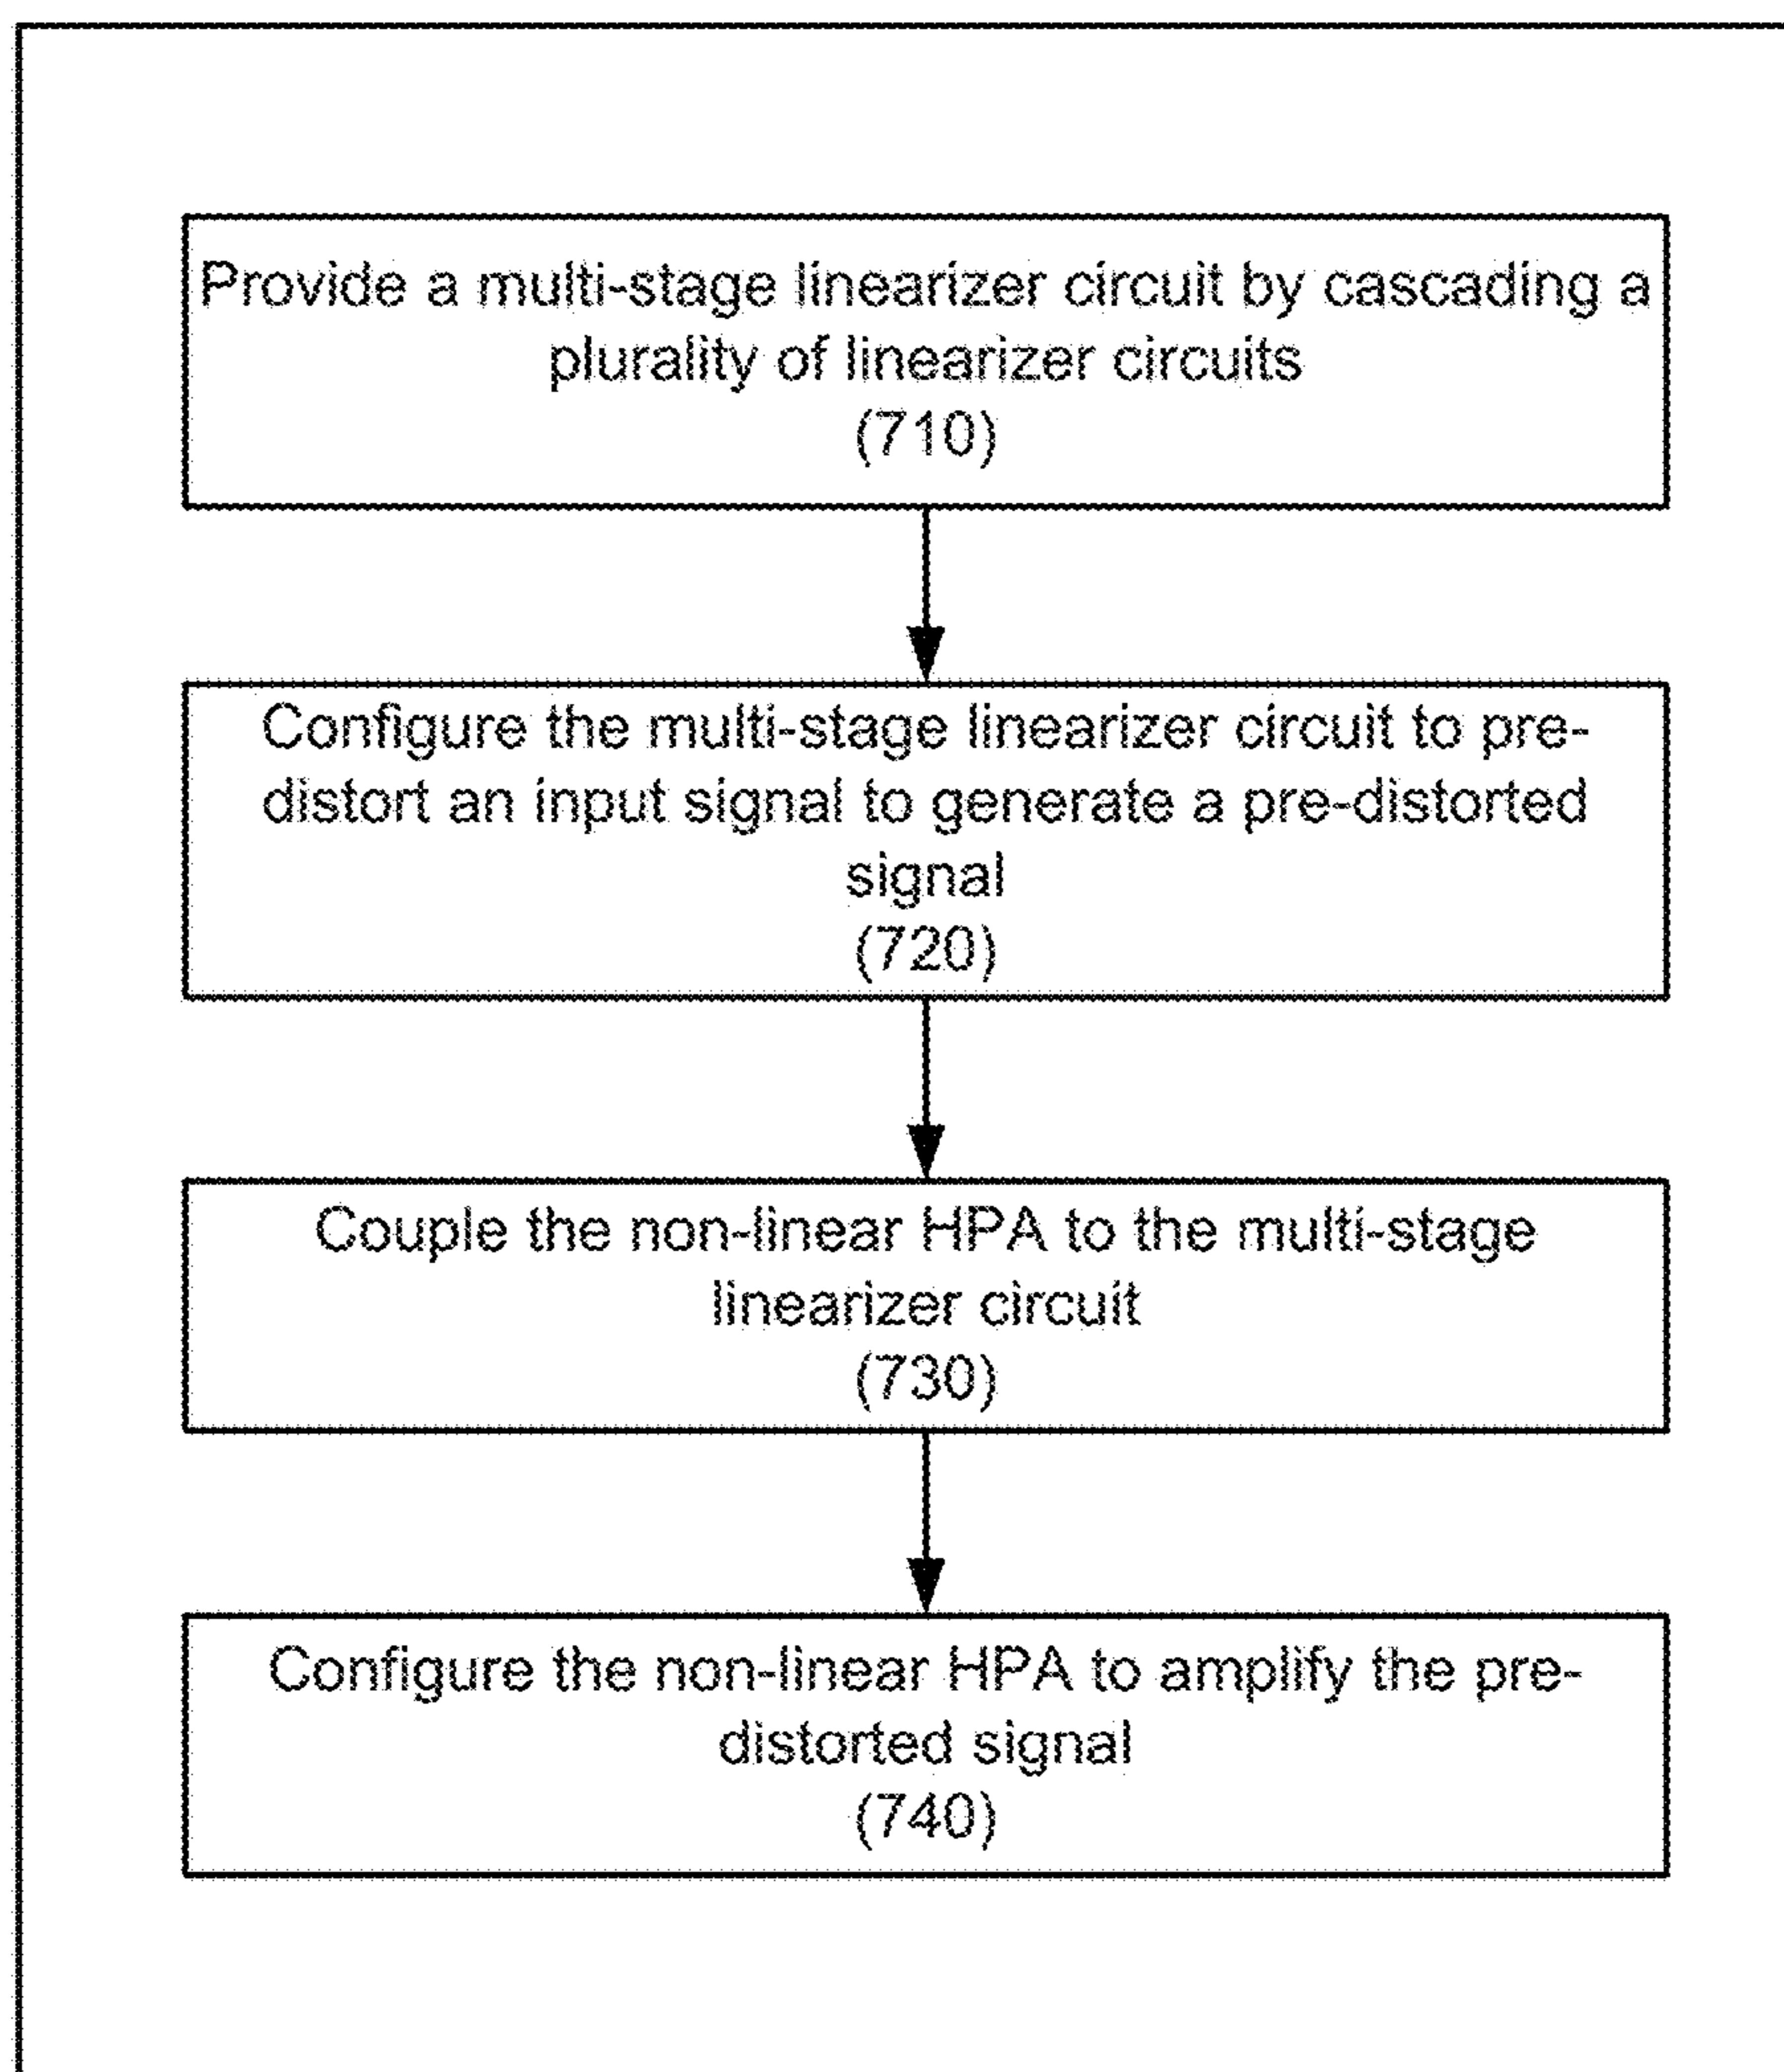 Provide a multi-stage linearizer circuit by cascading a
plurality of linearizer circuits
(710)
Configure the multi-stage linearizer circuit to pre-
distort an input signal to generate a pre-distorted
signal
(720)
Couple the non-linear HPA to the multi-stage
linearizer circuit
(730)
Configure the non-linear HPA to amplify the pre-
distorted signal
(740)